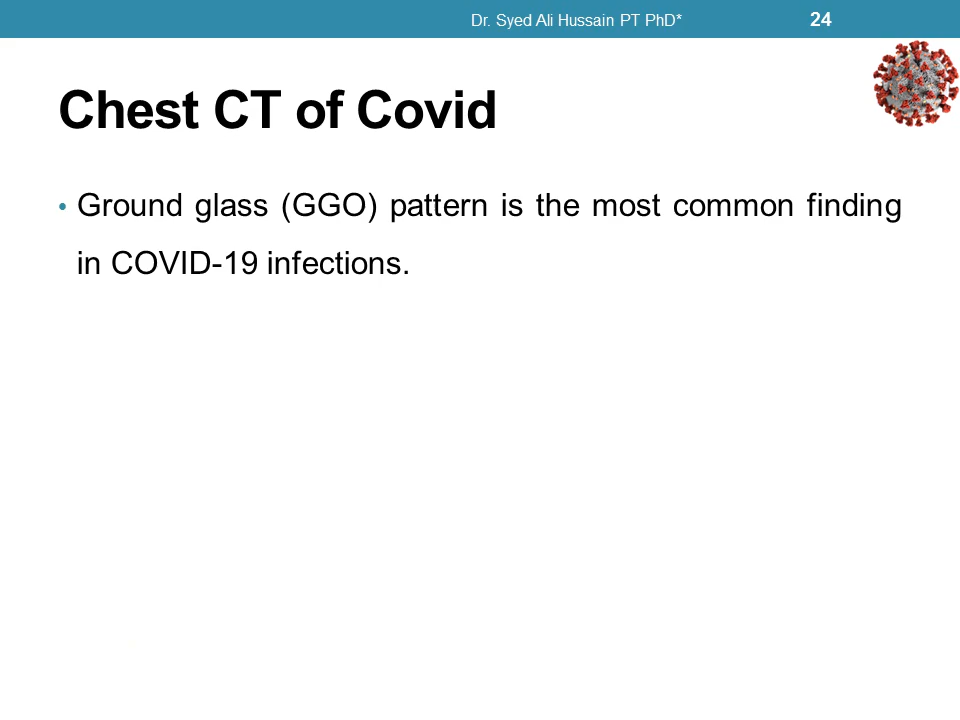 Dr. Syed Ali Hussain PT PhD*
24
Chest CT of Covid
• Ground glass (GGO) pattern is the most common finding
in COVID-19 infections.